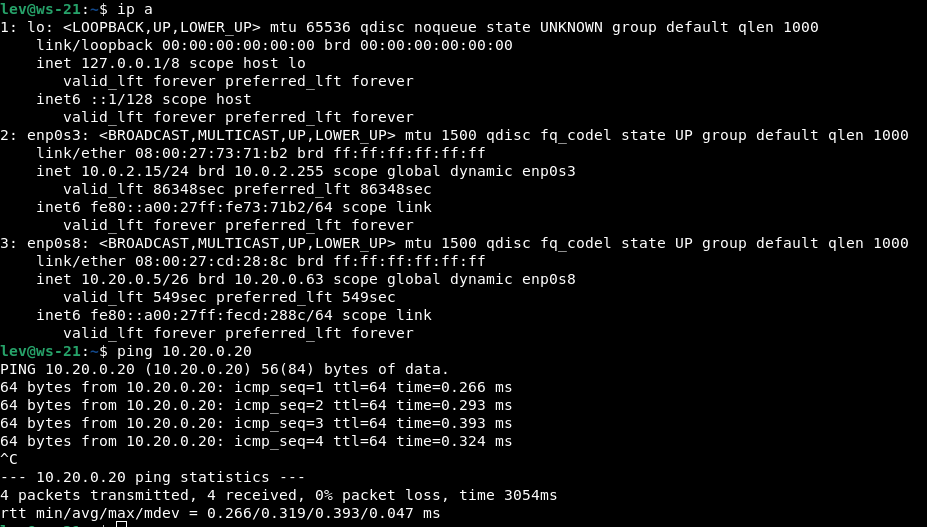 lev@ws-21:~$ ip a
1: lo: <LOOPBACK,UP,LOWER_UP> mtu 65536 qdisc noqueue state UNKNOWN group default qlen 1000
    link/loopback 00:00:00:00:00:00 brd 00:00:00:00:00:00
    inet 127.0.0.1/8 scope host lo
       valid_lft forever preferred_lft forever
    inet6 ::1/128 scope host
       valid_lft forever preferred_lft forever
2: enp0s3: <BROADCAST,MULTICAST,UP,LOWER_UP> mtu 1500 qdisc fq_codel state UP group default qlen 1000
    link/ether 08:00:27:73:71:b2 brd ff:ff:ff:ff:ff:ff
    inet 10.0.2.15/24 brd 10.0.2.255 scope global dynamic enp0s3
       valid_lft 86348sec preferred_lft 86348sec
    inet6 fe80::a00:27ff:fe73:71b2/64 scope link
       valid_lft forever preferred_lft forever
3: enp0s8: <BROADCAST,MULTICAST,UP,LOWER_UP> mtu 1500 qdisc fq_codel state UP group default qlen 1000
    link/ether 08:00:27:cd:28:8c brd ff:ff:ff:ff:ff:ff
    inet 10.20.0.5/26 brd 10.20.0.63 scope global dynamic enp0s8
       valid_lft 549sec preferred_lft 549sec
    inet6 fe80::a00:27ff:fecd:288c/64 scope link
       valid_lft forever preferred_lft forever
lev@ws-21:~$ ping 10.20.0.20
PING 10.20.0.20 (10.20.0.20) 56(84) bytes of data.
64 bytes from 10.20.0.20: icmp_seq=1 ttl=64 time=0.266 ms
64 bytes from 10.20.0.20: icmp_seq=2 ttl=64 time=0.293 ms
64 bytes from 10.20.0.20: icmp_seq=3 ttl=64 time=0.393 ms
64 bytes from 10.20.0.20: icmp_seq=4 ttl=64 time=0.324 ms
^C
--- 10.20.0.20 ping statistics ---
4 packets transmitted, 4 received, 0% packet loss, time 3054ms
rtt min/avg/max/mdev = 0.266/0.319/0.393/0.047 ms
lev@ws-21:~$